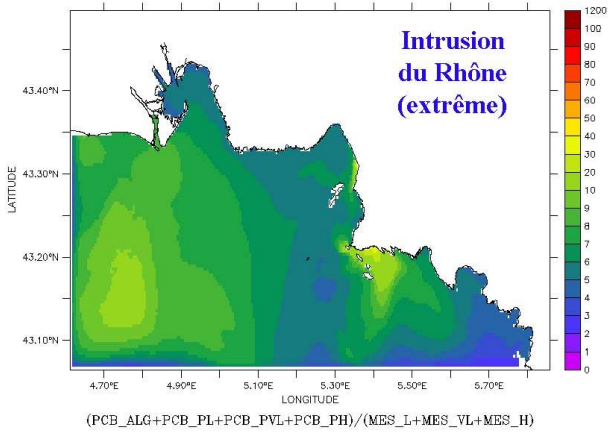 Intrusion
du Rhône
(extrême)
1200
100
90
80
70
60
50
40
30
20
10
9
8
7
6
5
4
3
2
1
0
43.40°N
43.30°N
43.20°N
43.10°N
LATITUDE
4.70°E 4.90°E 5.10°E 5.30°E 5.50°E 5.70°E
LONGITUDE
(PCB_ALG+PCB_PL+PCB_PVL+PCB_PH)/(MES_L+MES_VL+MES_H)